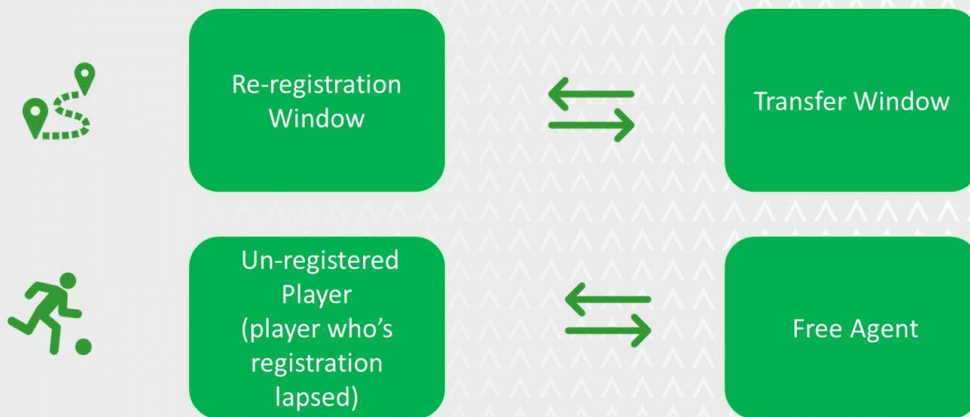 Re-registration
Window
Transfer Window
Un-registered
Player
(player who's
registration
lapsed)
Free Agent